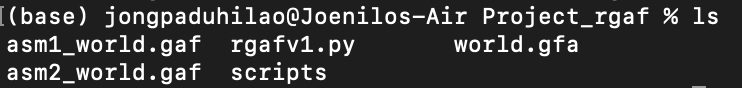 (base) jongpaduhilao@Joenilos-Air Project_rgaf % ls
asm1_world.gaf  rgafv1.py       world.gfa
asm2_world.gaf  scripts